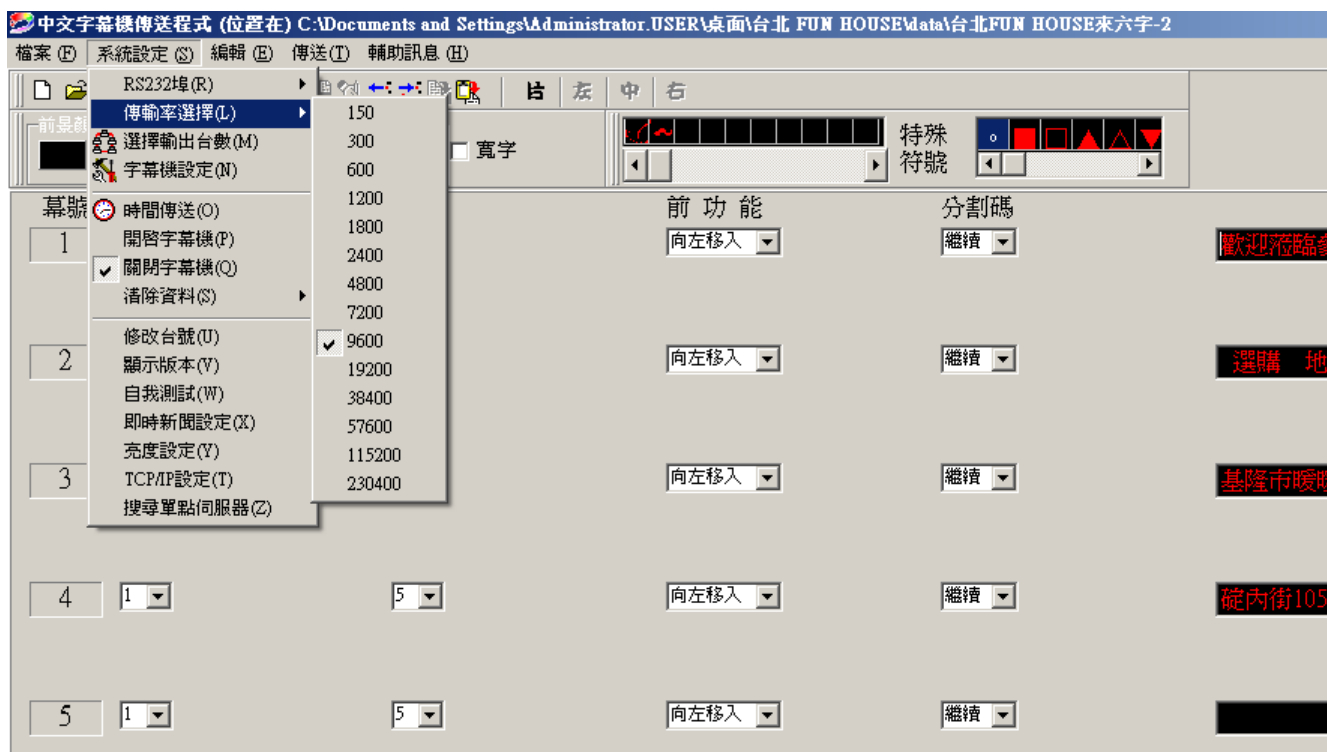 中文字幕機傳送程式 (位置在) C:\Documents and Settings\Administrator.USER\桌面\台北 FUN HOUSE\data\台北FUN HOUSE來六字-2
檔案(F) 系統設定(S) 編輯(E) 傳送(T) 輔助訊息(H)
RS232埠(R)
傳輸率選擇(L)
選擇輸出台數(M)
字幕機設定(N)
時間傳送(O)
開啓字幕機(P)
關閉字幕機(Q)
清除資料(S)
修改台號(U)
顯示版本(V)
自我測試(W)
即時新聞設定(X)
亮度設定(Y)
TCP/IP設定(T)
搜尋單點伺服器(Z)
150
300
600
1200
1800
2400
4800
7200
9600
19200
38400
57600
115200
230400
左 中 右
前景
寬字
特殊
符號
幕號 前功能 分割碼
1 向左移入 繼續 歡迎蒞臨
2 向左移入 繼續 選購 地
3 向左移入 繼續 基隆市暖
4 1 5 向左移入 繼續 碇內街105
5 1 5 向左移入 繼續